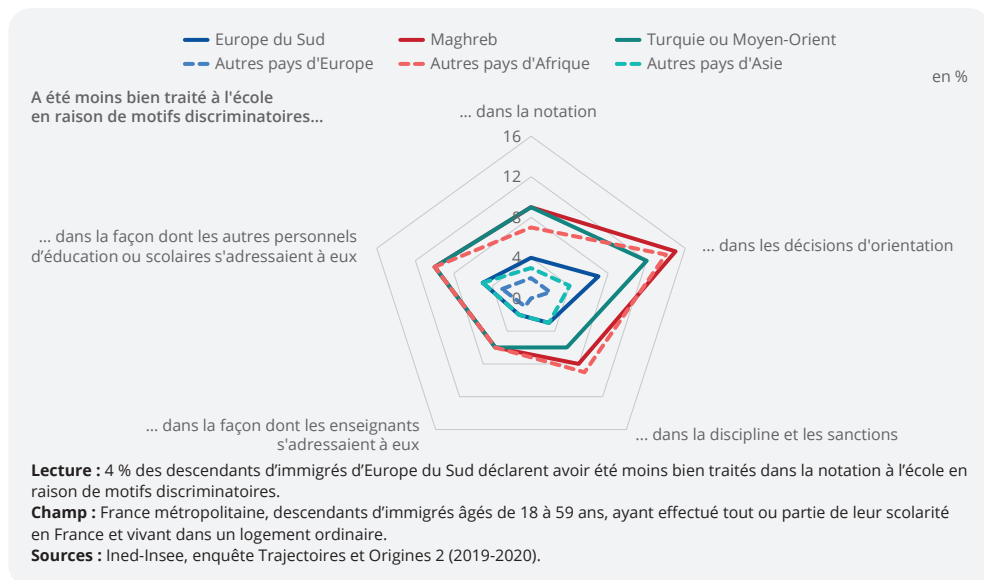 Europe du Sud
Maghreb
Turquie ou Moyen-Orient
Autres pays d'Europe
Autres pays d'Afrique
Autres pays d'Asie
en %
A été moins bien traité à l'école
en raison de motifs discriminatoires...
... dans la notation
16
12
8
4
0
... dans les décisions d'orientation
... dans la façon dont les autres personnels
d’éducation ou scolaires s'adressaient à eux
... dans la façon dont les enseignants
s'adressaient à eux
... dans la discipline et les sanctions
Lecture : 4 % des descendants d’immigrés d’Europe du Sud déclarent avoir été moins bien traités dans la notation à l’école en
raison de motifs discriminatoires.
Champ : France métropolitaine, descendants d’immigrés âgés de 18 à 59 ans, ayant effectué tout ou partie de leur scolarité
en France et vivant dans un logement ordinaire.
Sources : Ined-Insee, enquête Trajectoires et Origines 2 (2019-2020).